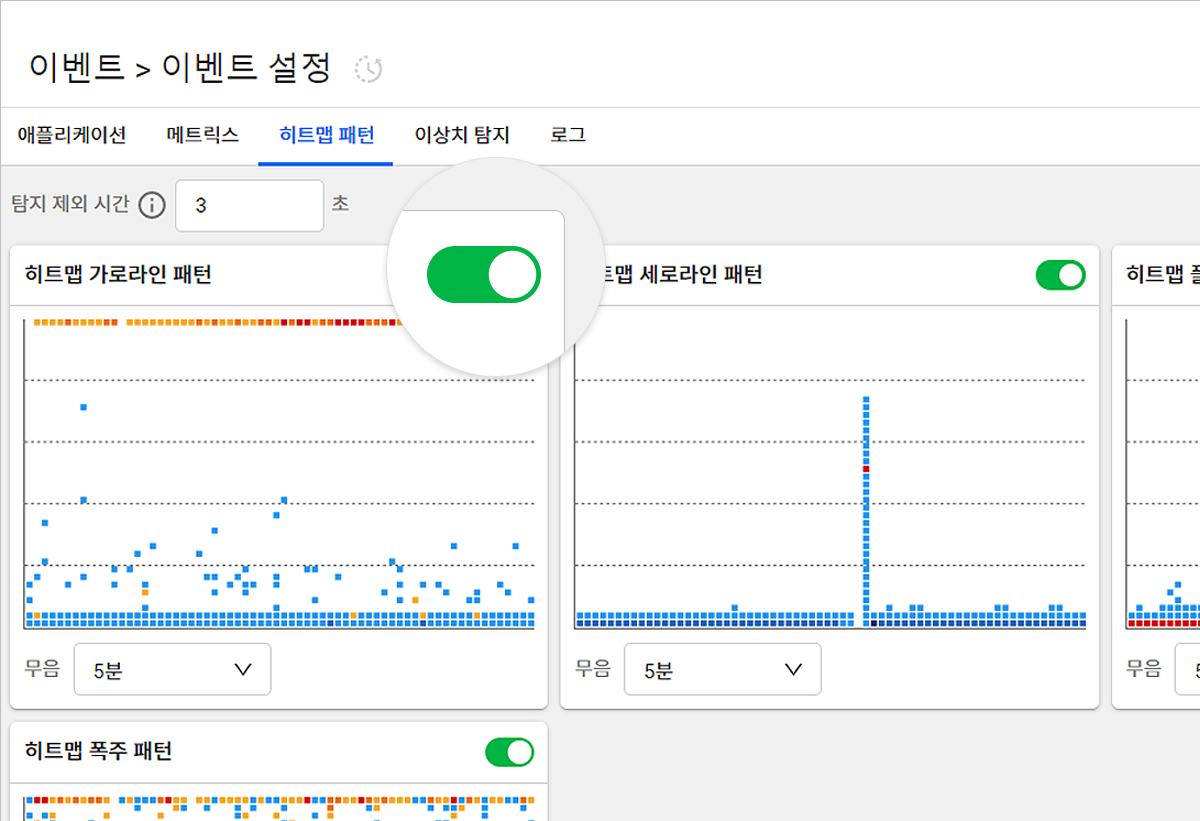 이벤트 > 이벤트 설정
애플리케이션 메트릭스 히트맵 패턴 이상치 탐지 로그
탐지 제외 시간 3 초
히트맵 가로라인 패턴
트맵 세로라인 패턴
히트맵
무음 5분
무음 5분
무음
히트맵 폭주 패턴